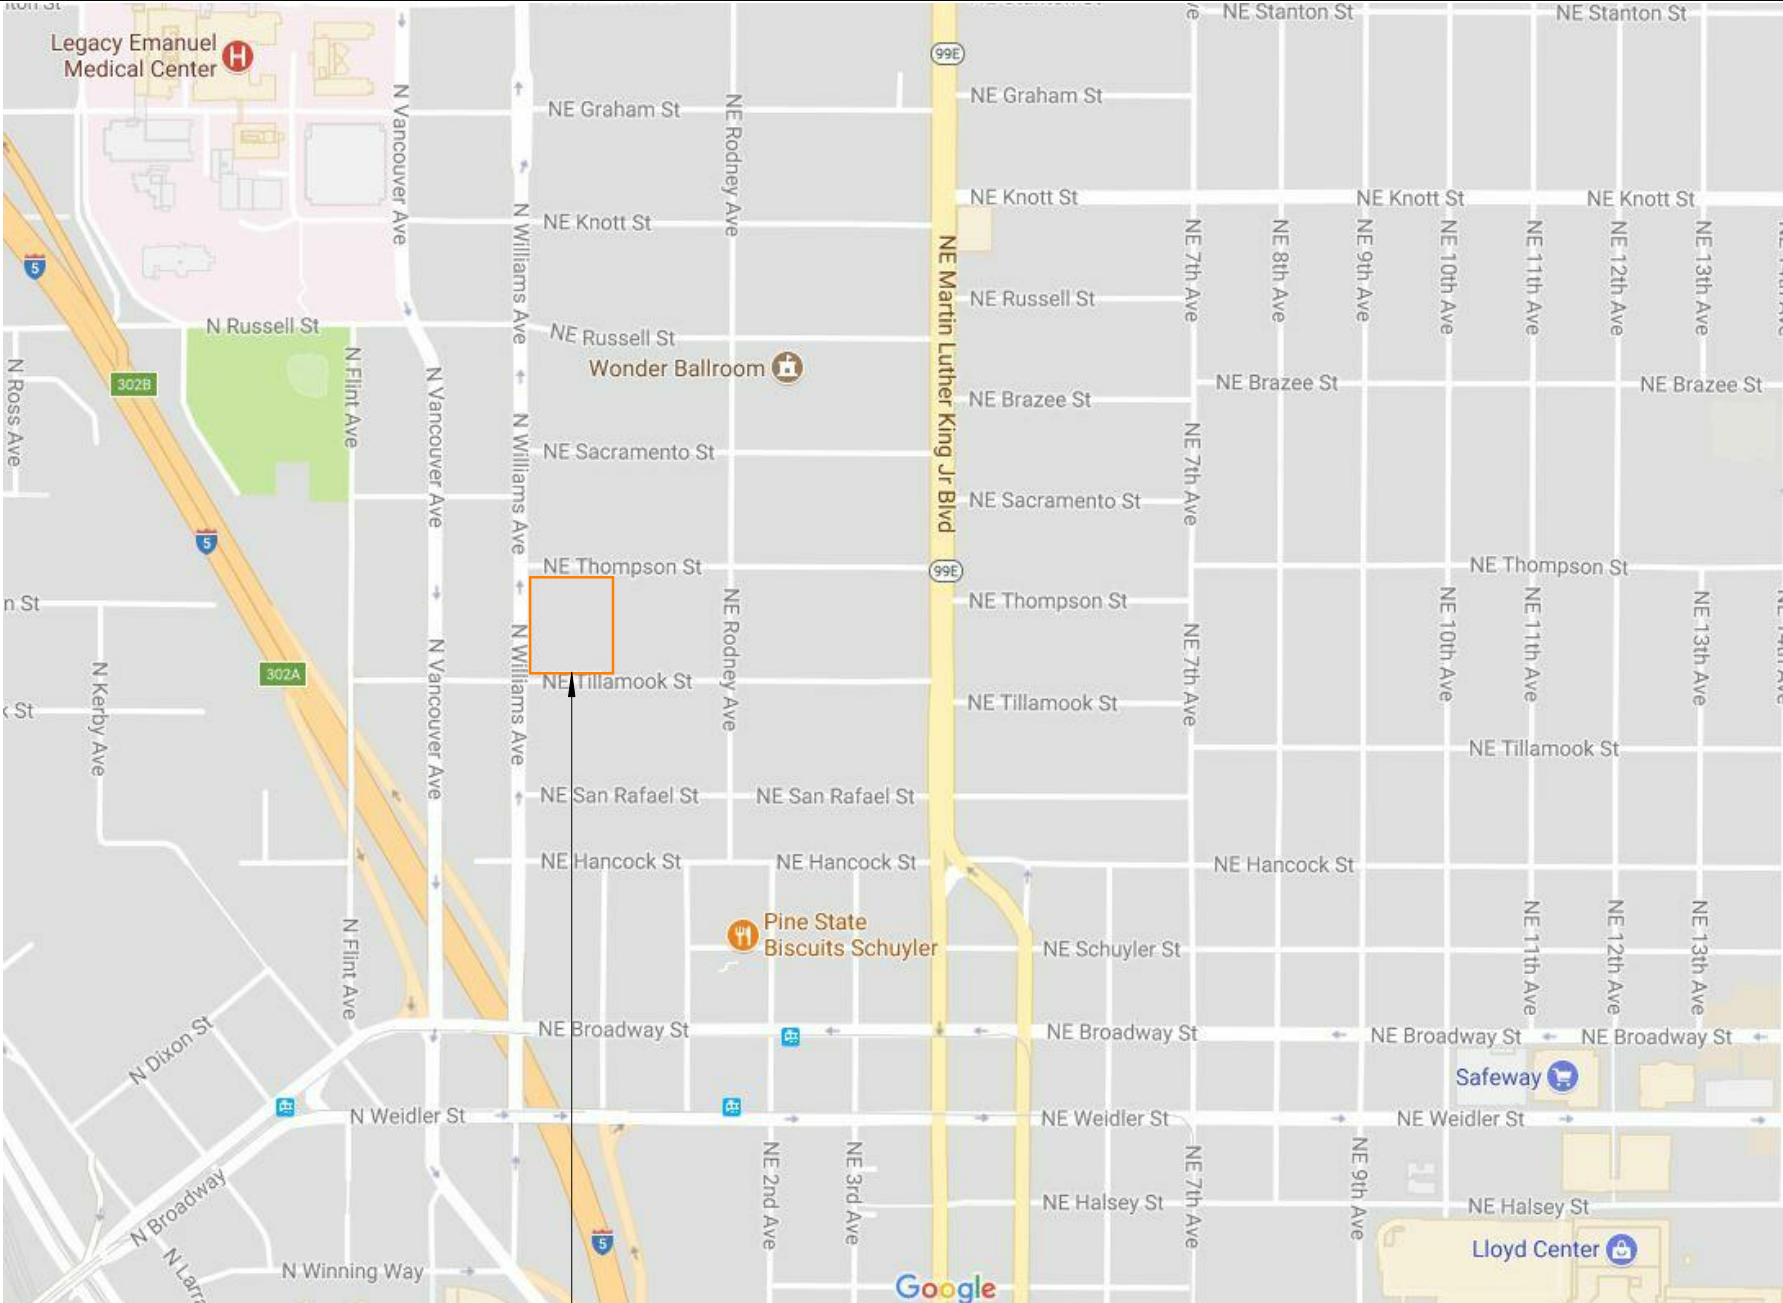 NE Stanton St
NE Stanton St
Legacy Emanuel
Medical Center
H
99E
NE Graham St
NE Graham St
N Vancouver Ave
NE Rodney Ave
NE Knott St
NE Knott St
NE Knott St
NE Knott St
N Williams Ave
5
NE Martin Luther King Jr Blvd
NE 7th Ave
NE 8th Ave
NE 9th Ave
NE 10th Ave
NE 11th Ave
NE 12th Ave
NE 13th Ave
NE Russell St
N Russell St
NE Russell St
Wonder Ballroom
N Ross Ave
302B
N Flint Ave
N Vancouver Ave
NE Brazee St
NE Brazee St
NE Brazee St
N Williams Ave
NE 7th Ave
NE Sacramento St
NE Sacramento St
5
NE Thompson St
99E
NE Thompson St
NE Thompson St
n St
NE Rodney Ave
NE 10th Ave
NE 11th Ave
NE 13th Ave
N Williams Ave
N Vancouver Ave
NE 7th Ave
302A
N Kerby Ave
NE Tillamook St
NE Tillamook St
NE Tillamook St
k St
NE San Rafael St
NE San Rafael St
NE Hancock St
NE Hancock St
NE Hancock St
Pine State
Biscuits Schuyler
NE Schuyler St
N Flint Ave
NE 11th Ave
NE 12th Ave
NE 13th Ave
NE Broadway St
NE Broadway St
NE Broadway St
NE Broadway St
N Dixon St
Safeway
N Weidler St
NE Weidler St
NE Weidler St
NE 2nd Ave
NE 3rd Ave
NE 7th Ave
NE 9th Ave
N Broadway
NE Halsey St
NE Halsey St
5
Lloyd Center
N Larra
N Winning Way
Google